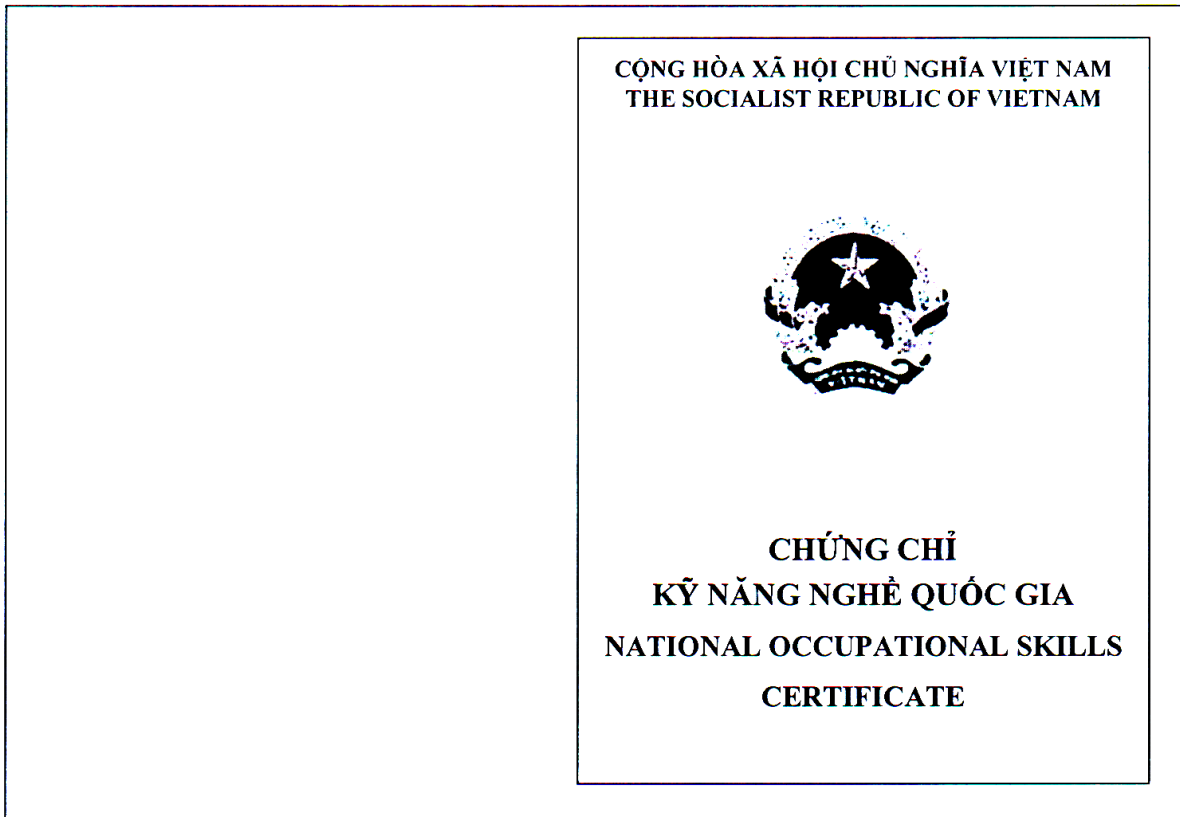 CỘNG HÒA XÃ HỘI CHỦ NGHĨA VIỆT NAM
THE SOCIALIST REPUBLIC OF VIETNAM
CHỨNG CHỈ
KỸ NĂNG NGHỀ QUỐC GIA
NATIONAL OCCUPATIONAL SKILLS
CERTIFICATE